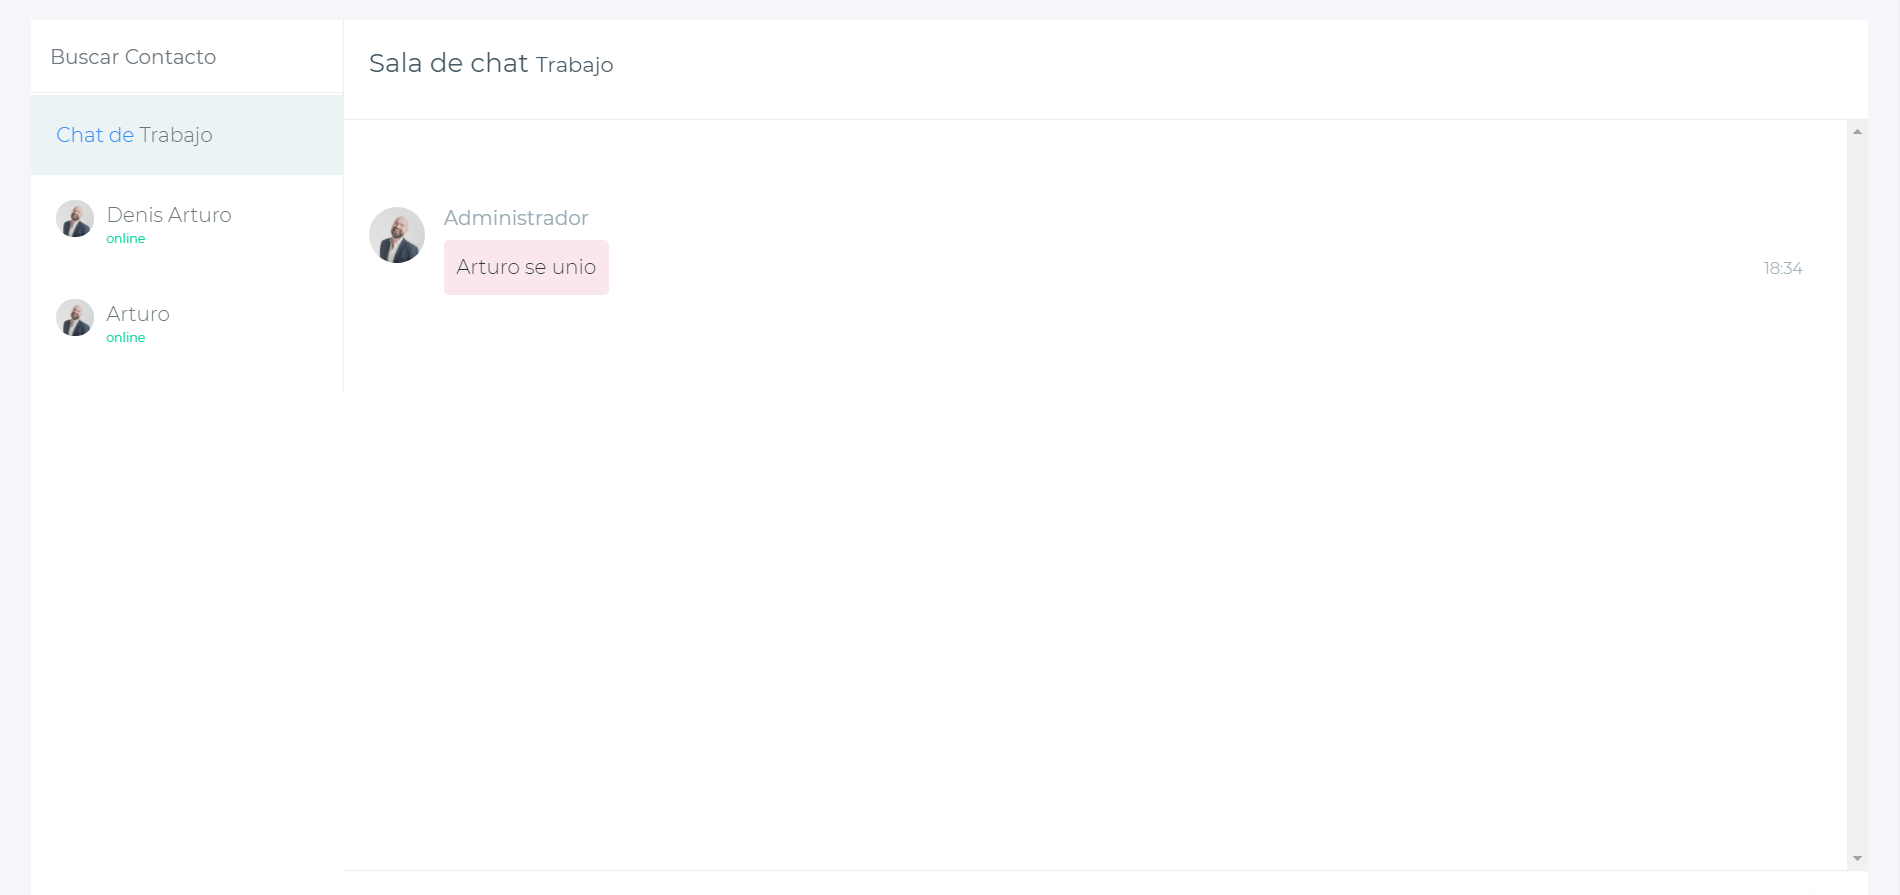 Buscar Contacto
Chat de Trabajo
Denis Arturo
online
Arturo
online
Sala de chat Trabajo
Administrador
Arturo se unio
18:34